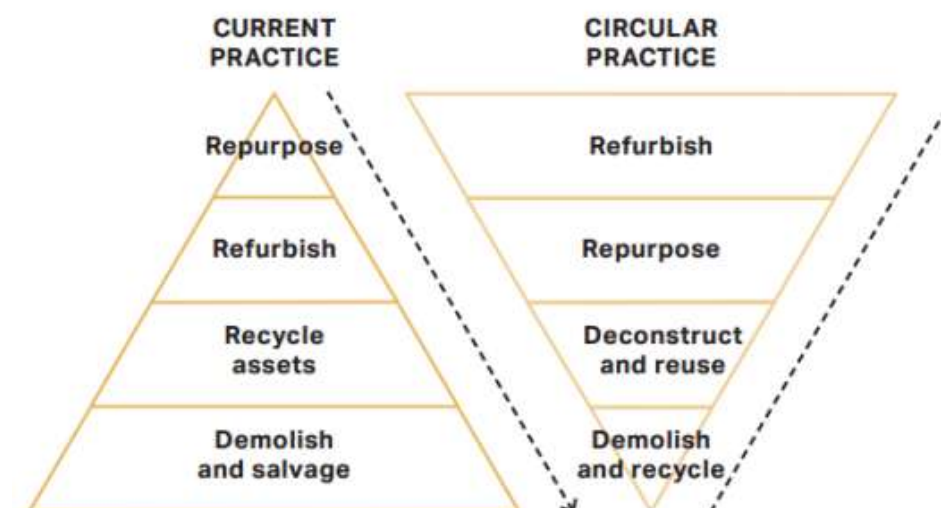 CURRENT
PRACTICE
Repurpose
Refurbish
Recycle
assets
Demolish
and salvage
CIRCULAR
PRACTICE
Refurbish
Repurpose
Deconstruct
and reuse
Demolish
and recycle